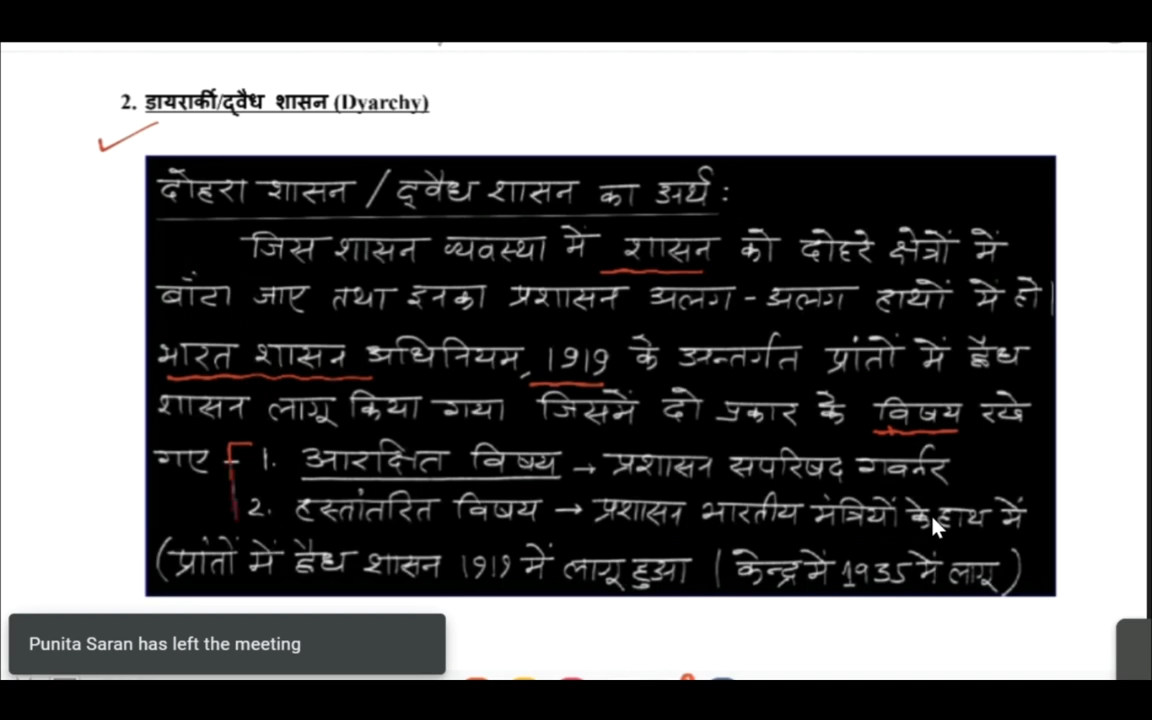 2. डायरार्की/द्वैध शासन (Dyarchy)
दोहरा शासन / द्वैध शासन का अर्थ :
जिस शासन व्यवस्था में शासन को दोहरे क्षेत्रों में
बाँटा जाए तथा इनका प्रशासन अलग - अलग हाथों में हो।
भारत शासन अधिनियम, 1919 के अन्तर्गत प्रांतों में द्वैध
शासन लागू किया गया जिसमें दो प्रकार के विषय रखे
गए - 1. आरक्षित विषय → प्रशासन सपरिषद गवर्नर
2. हस्तांतरित विषय → प्रशासन भारतीय मंत्रियों के हाथ में
(प्रांतों में द्वैध शासन 1919 में लागू हुआ | केन्द्र में 1935 में लागू)
Punita Saran has left the meeting